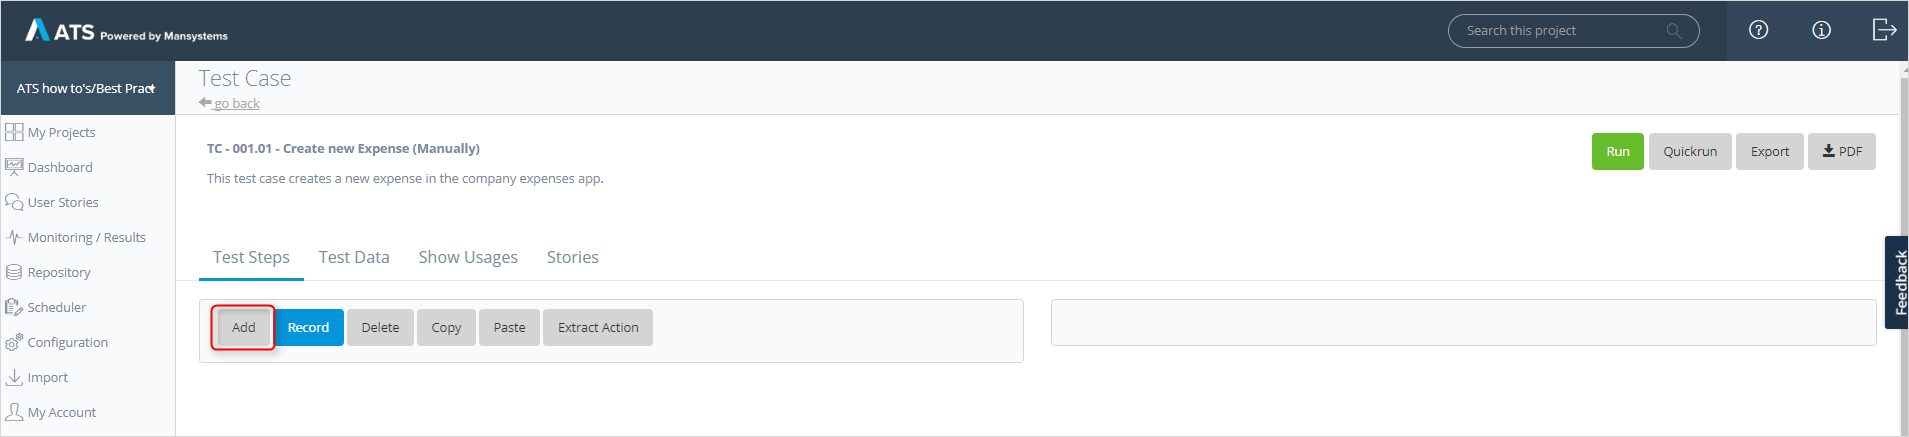 ATS Powered by Mansystems
Search this project
ATS how to's/Best Pract
Test Case
go back
My Projects
Dashboard
User Stories
Monitoring / Results
Repository
Scheduler
Configuration
Import
My Account
TC - 001.01 - Create new Expense (Manually)
This test case creates a new expense in the company expenses app.
Run Quickrun Export PDF
Test Steps Test Data Show Usages Stories
Add Record Delete Copy Paste Extract Action
Feedback